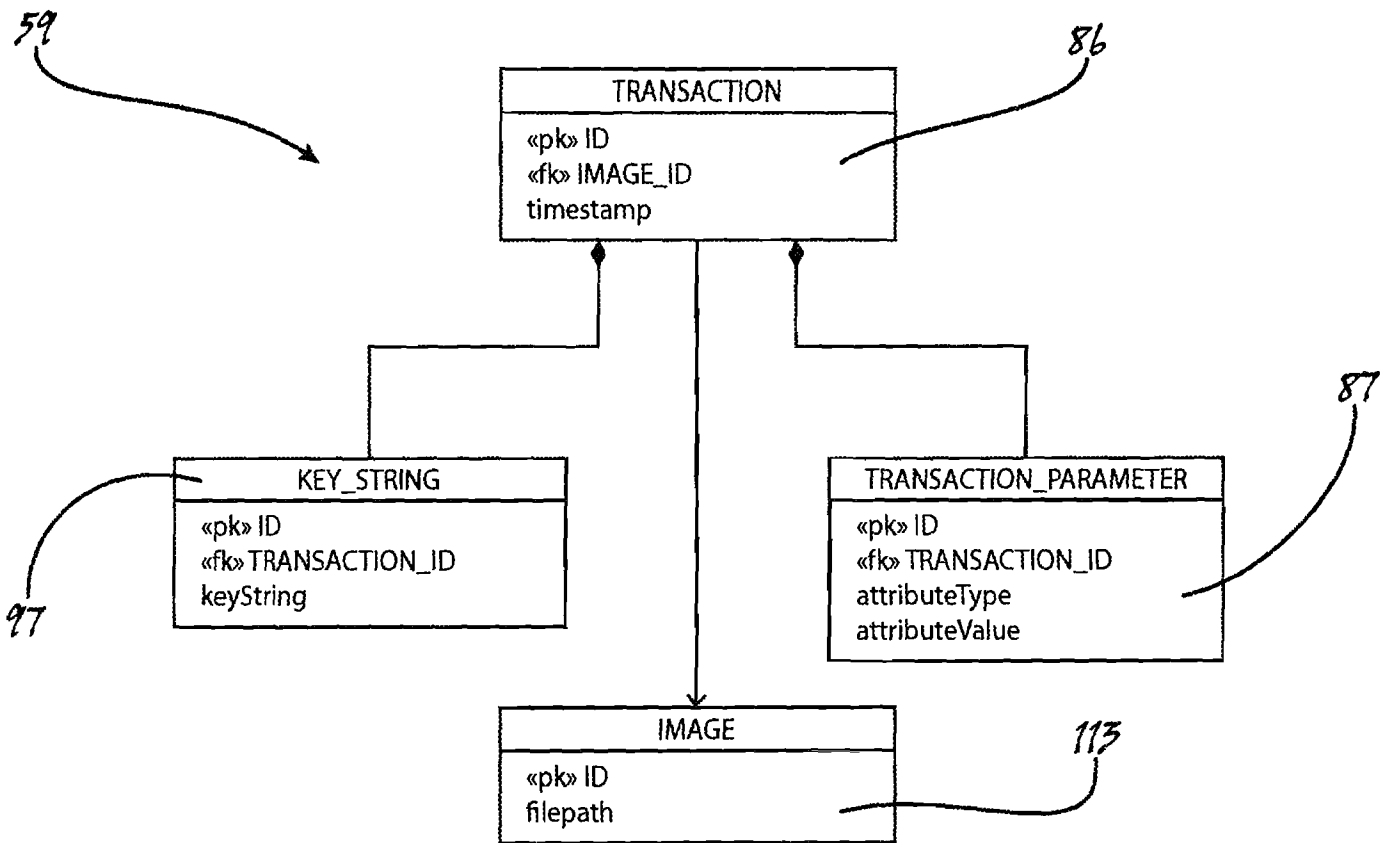 59
86
TRANSACTION
«pk» ID
«fk» IMAGE_ID
timestamp
87
KEY_STRING
«pk» ID
«fk» TRANSACTION_ID
keyString
97
TRANSACTION_PARAMETER
«pk» ID
«fk» TRANSACTION_ID
attributeType
attributeValue
IMAGE
«pk» ID
filepath
113